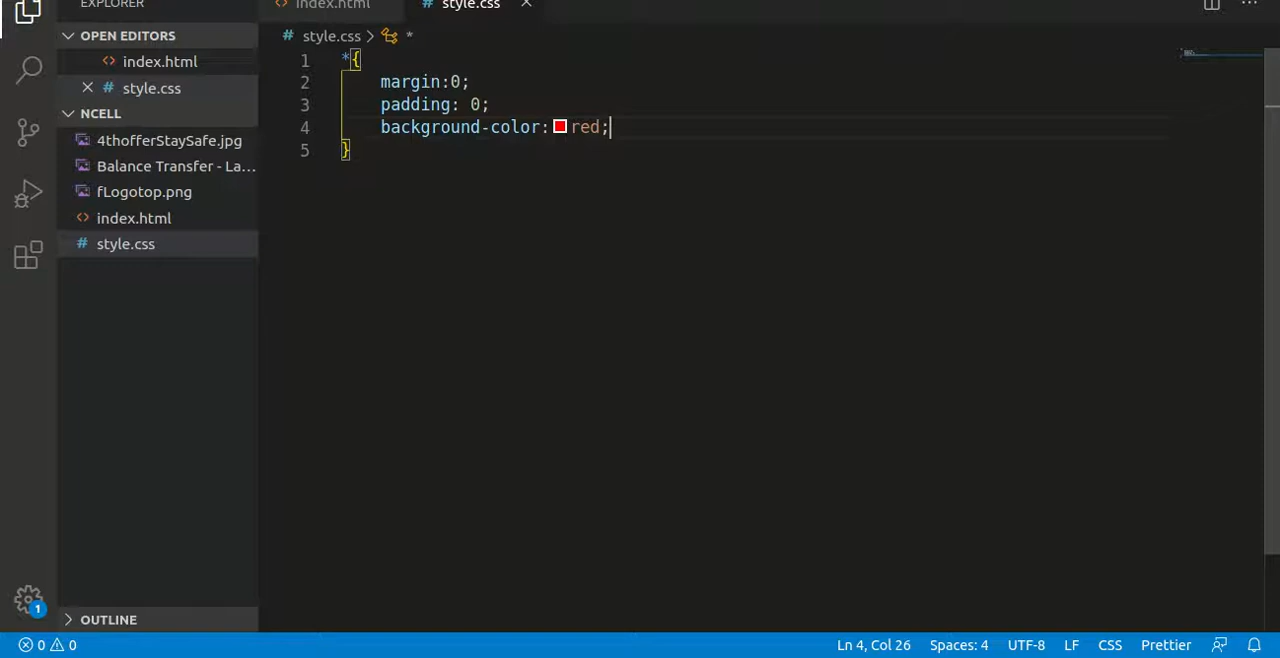 EXPLORER
index.html
style.css
OPEN EDITORS
index.html
style.css
NCELL
4thofferStaySafe.jpg
Balance Transfer - La...
fLogotop.png
index.html
style.css
OUTLINE
# style.css > *
1 *{
2 margin:0;
3 padding: 0;
4 background-color: red;
5 }
1
0 0
Ln 4, Col 26
Spaces: 4
UTF-8
LF
CSS
Prettier